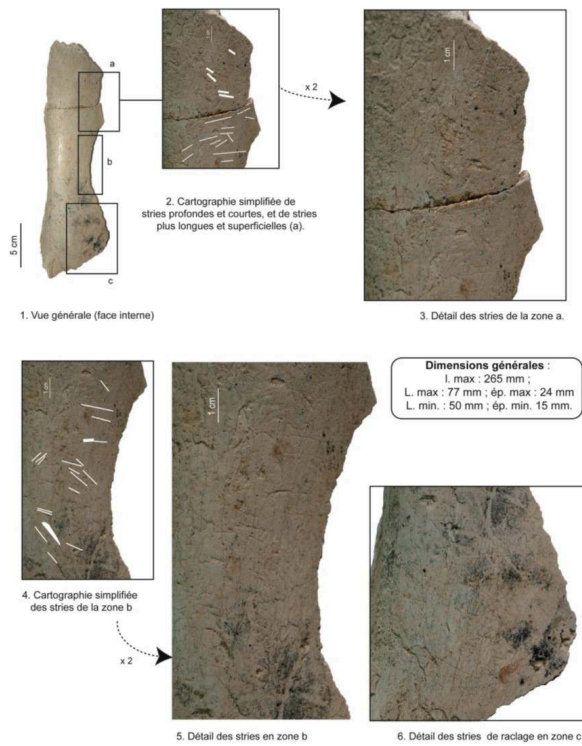 a
b
c
5 cm
1. Vue générale (face interne)
1 cm
2. Cartographie simplifiée de
stries profondes et courtes, et de stries
plus longues et superficielles (a).
x 2
1 cm
3. Détail des stries de la zone a.
1 cm
4. Cartographie simplifiée
des stries de la zone b
x 2
1 cm
5. Détail des stries en zone b
Dimensions générales :
l. max : 265 mm ;
L. max : 77 mm ; ép. max : 24 mm
L. min. : 50 mm ; ép. min. 15 mm.
6. Détail des stries de raclage en zone c